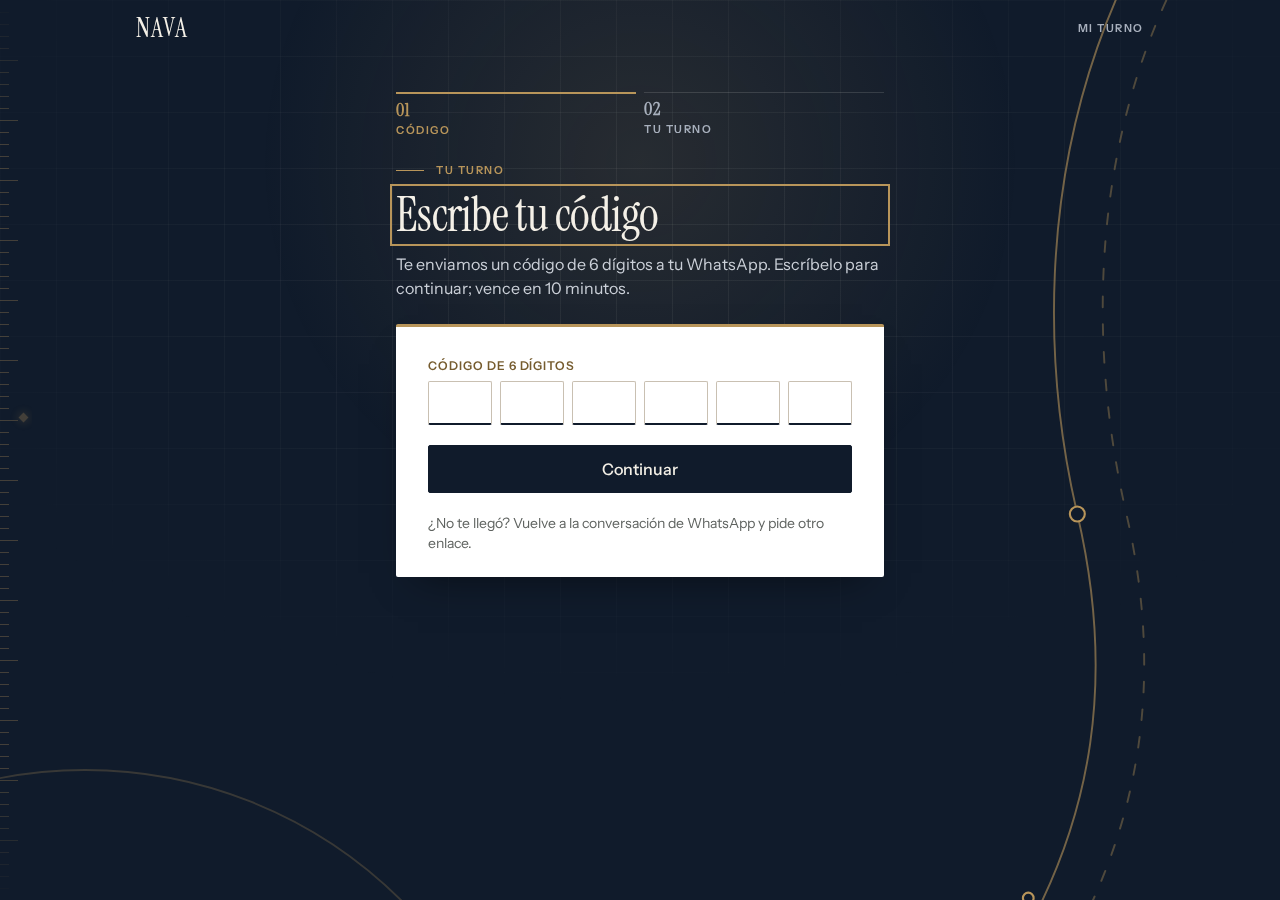 NAVA
MI TURNO
01
CÓDIGO
02
TU TURNO
TU TURNO
Escribe tu código
Te enviamos un código de 6 dígitos a tu WhatsApp. Escríbelo para
continuar; vence en 10 minutos.
CÓDIGO DE 6 DÍGITOS
Continuar
¿No te llegó? Vuelve a la conversación de WhatsApp y pide otro
enlace.